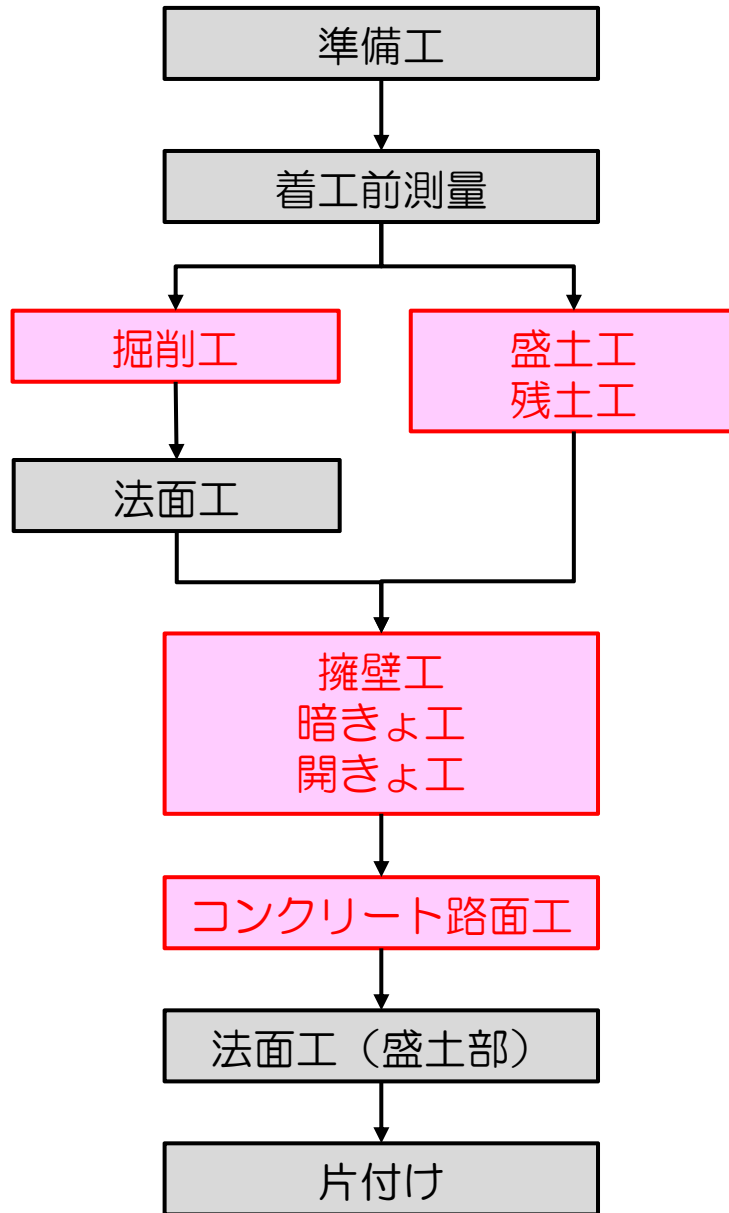 準備工
着工前測量
掘削工
盛土工
残土工
法面工
擁壁工
暗きょ工
開きょ工
コンクリート路面工
法面工（盛土部）
片付け